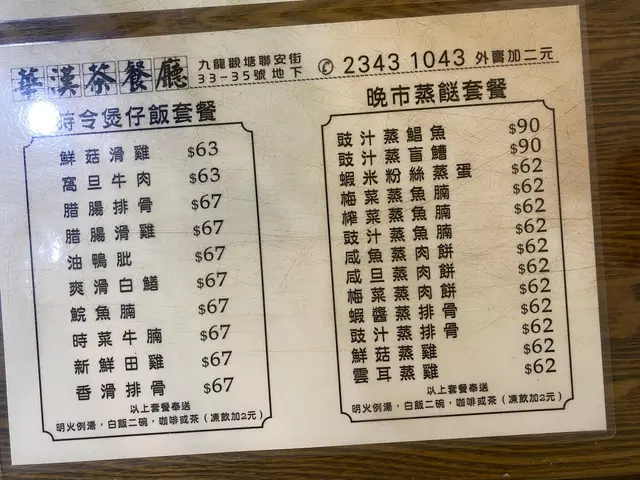 華漢茶餐廳
九龍觀塘聯安街
33-35號地下
✆ 2343 1043 外賣加二元
時令煲仔飯套餐
鮮菇滑雞 $63
窩旦牛肉 $63
腊腸排骨 $67
腊腸滑雞 $67
油鴨肶 $67
爽滑白鱔 $67
鯇魚腩 $67
時菜牛腩 $67
新鮮田雞 $67
香滑排骨 $67
以上套餐奉送
明火例湯，白飯二碗，咖啡或茶（凍飲加2元）
晚市蒸餸套餐
豉汁蒸鯧魚 $90
豉汁蒸盲鰽 $90
蝦米粉絲蒸蛋 $62
梅菜蒸魚腩 $62
榨菜蒸魚腩 $62
豉汁蒸魚腩 $62
咸魚蒸肉餅 $62
咸旦蒸肉餅 $62
梅菜蒸肉餅 $62
蝦醬蒸排骨 $62
豉汁蒸排骨 $62
鮮菇蒸雞 $62
雲耳蒸雞 $62
以上套餐奉送
明火例湯，白飯二碗，咖啡或茶（凍飲加2元）